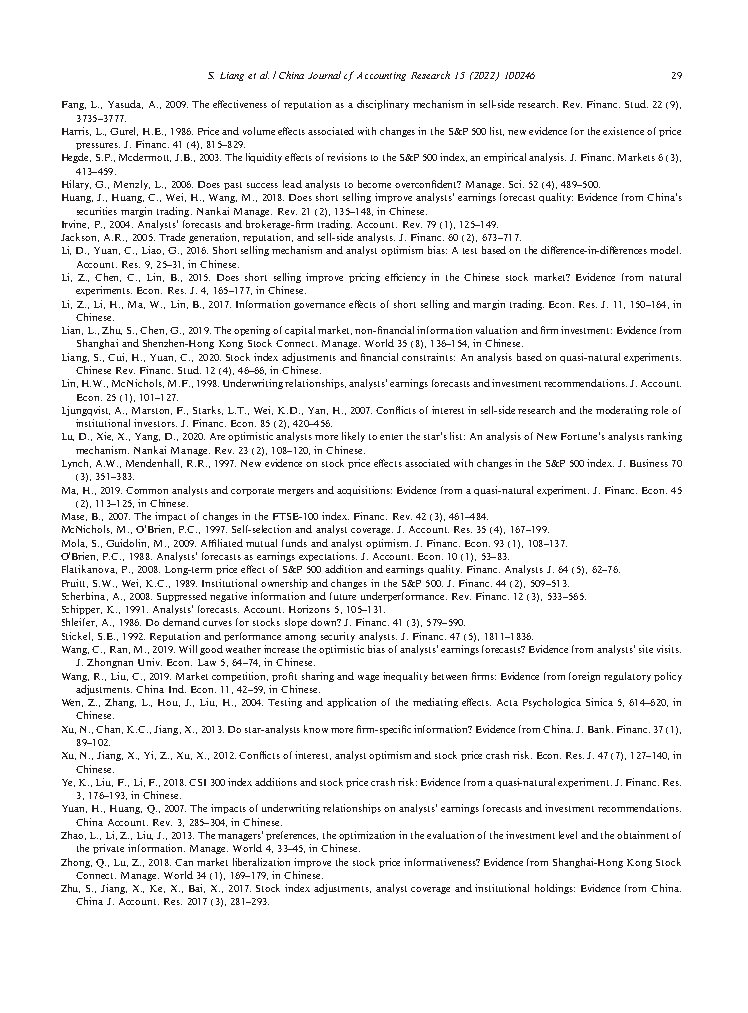 S. Liang et al. / China Journal of Accounting Research 15 (2022) 100246 29
Fang, L., Yasuda, A., 2009. The effectiveness of reputation as a disciplinary mechanism in sell-side research. Rev. Financ. Stud. 22 (9),
3735–3777.
Harris, L., Gurel, H.E., 1986. Price and volume effects associated with changes in the S&P 500 list, new evidence for the existence of price
pressures. J. Financ. 41 (4), 815–829.
Hegde, S.P., Mcdermott, J.B., 2003. The liquidity effects of revisions to the S&P 500 index, an empirical analysis. J. Financ. Markets 6 (3),
413–459.
Hilary, G., Menzly, L., 2006. Does past success lead analysts to become overconfident? Manage. Sci. 52 (4), 489–500.
Huang, J., Huang, C., Wei, H., Wang, M., 2018. Does short selling improve analysts' earnings forecast quality: Evidence from China's
securities margin trading. Nankai Manage. Rev. 21 (2), 135–148, in Chinese.
Irvine, P., 2004. Analysts' forecasts and brokerage-firm trading. Account. Rev. 79 (1), 125–149.
Jackson, A.R., 2005. Trade generation, reputation, and sell-side analysts. J. Financ. 60 (2), 673–717.
Li, D., Yuan, C., Liao, G., 2016. Short selling mechanism and analyst optimism bias: A test based on the difference-in-differences model.
Account. Res. 9, 25–31, in Chinese.
Li, Z., Chen, C., Lin, B., 2015. Does short selling improve pricing efficiency in the Chinese stock market? Evidence from natural
experiments. Econ. Res. J. 4, 165–177, in Chinese.
Li, Z., Li, H., Ma, W., Lin, B., 2017. Information governance effects of short selling and margin trading. Econ. Res. J. 11, 150–164, in
Chinese.
Lian, L., Zhu, S., Chen, G., 2019. The opening of capital market, non-financial information valuation and firm investment: Evidence from
Shanghai and Shenzhen-Hong Kong Stock Connect. Manage. World 35 (8), 136–154, in Chinese.
Liang, S., Cui, H., Yuan, C., 2020. Stock index adjustments and financial constraints: An analysis based on quasi-natural experiments.
Chinese Rev. Financ. Stud. 12 (4), 46–66, in Chinese.
Lin, H.W., McNichols, M.F., 1998. Underwriting relationships, analysts' earnings forecasts and investment recommendations. J. Account.
Econ. 25 (1), 101–127.
Ljungqvist, A., Marston, F., Starks, L.T., Wei, K.D., Yan, H., 2007. Conflicts of interest in sell-side research and the moderating role of
institutional investors. J. Financ. Econ. 85 (2), 420–456.
Lu, D., Xie, X., Yang, D., 2020. Are optimistic analysts more likely to enter the star's list: An analysis of New Fortune's analysts ranking
mechanism. Nankai Manage. Rev. 23 (2), 108–120, in Chinese.
Lynch, A.W., Mendenhall, R.R., 1997. New evidence on stock price effects associated with changes in the S&P 500 index. J. Business 70
(3), 351–383.
Ma, H., 2019. Common analysts and corporate mergers and acquisitions: Evidence from a quasi-natural experiment. J. Financ. Econ. 45
(2), 113–125, in Chinese.
Mase, B., 2007. The impact of changes in the FTSE-100 index. Financ. Rev. 42 (3), 461–484.
McNichols, M., O'Brien, P.C., 1997. Self-selection and analyst coverage. J. Account. Res. 35 (4), 167–199.
Mola, S., Guidolin, M., 2009. Affiliated mutual funds and analyst optimism. J. Financ. Econ. 93 (1), 108–137.
O'Brien, P.C., 1988. Analysts' forecasts as earnings expectations. J. Account. Econ. 10 (1), 53–83.
Platikanova, P., 2008. Long-term price effect of S&P 500 addition and earnings quality. Financ. Analysts J. 64 (5), 62–76.
Pruitt, S.W., Wei, K.C., 1989. Institutional ownership and changes in the S&P 500. J. Financ. 44 (2), 509–513.
Scherbina, A., 2008. Suppressed negative information and future underperformance. Rev. Financ. 12 (3), 533–565.
Schipper, K., 1991. Analysts' forecasts. Account. Horizons 5, 105–131.
Shleifer, A., 1986. Do demand curves for stocks slope down? J. Financ. 41 (3), 579–590.
Stickel, S.E., 1992. Reputation and performance among security analysts. J. Financ. 47 (5), 1811–1836.
Wang, C., Ran, M., 2019. Will good weather increase the optimistic bias of analysts' earnings forecasts? Evidence from analysts' site visits.
J. Zhongnan Univ. Econ. Law 5, 64–74, in Chinese.
Wang, R., Liu, C., 2019. Market competition, profit sharing and wage inequality between firms: Evidence from foreign regulatory policy
adjustments. China Ind. Econ. 11, 42–59, in Chinese.
Wen, Z., Zhang, L., Hou, J., Liu, H., 2004. Testing and application of the mediating effects. Acta Psychologica Sinica 5, 614–620, in
Chinese.
Xu, N., Chan, K.C., Jiang, X., 2013. Do star-analysts know more firm-specific information? Evidence from China. J. Bank. Financ. 37 (1),
89–102.
Xu, N., Jiang, X., Yi, Z., Xu, X., 2012. Conflicts of interest, analyst optimism and stock price crash risk. Econ. Res. J. 47 (7), 127–140, in
Chinese.
Ye, K., Liu, F., Li, F., 2018. CSI 300 index additions and stock price crash risk: Evidence from a quasi-natural experiment. J. Financ. Res.
3, 176–193, in Chinese.
Yuan, H., Huang, Q., 2007. The impacts of underwriting relationships on analysts' earnings forecasts and investment recommendations.
China Account. Rev. 3, 285–304, in Chinese.
Zhao, L., Li, Z., Liu, J., 2013. The managers' preferences, the optimization in the evaluation of the investment level and the obtainment of
the private information. Manage. World 4, 33–45, in Chinese.
Zhong, Q., Lu, Z., 2018. Can market liberalization improve the stock price informativeness? Evidence from Shanghai-Hong Kong Stock
Connect. Manage. World 34 (1), 169–179, in Chinese.
Zhu, S., Jiang, X., Ke, X., Bai, X., 2017. Stock index adjustments, analyst coverage and institutional holdings: Evidence from China.
China J. Account. Res. 2017 (3), 281–293.